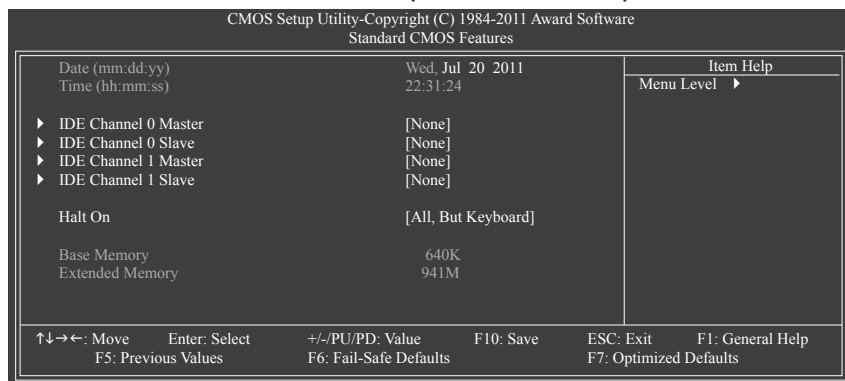 CMOS Setup Utility-Copyright (C) 1984-2011 Award Software
Standard CMOS Features
Date (mm:dd:yy) Wed, Jul 20 2011
Time (hh:mm:ss) 22:31:24
IDE Channel 0 Master [None]
IDE Channel 0 Slave [None]
IDE Channel 1 Master [None]
IDE Channel 1 Slave [None]
Halt On [All, But Keyboard]
Base Memory 640K
Extended Memory 941M
Item Help
Menu Level
↑↓→←: Move Enter: Select +/-/PU/PD: Value F10: Save ESC: Exit F1: General Help
F5: Previous Values F6: Fail-Safe Defaults F7: Optimized Defaults